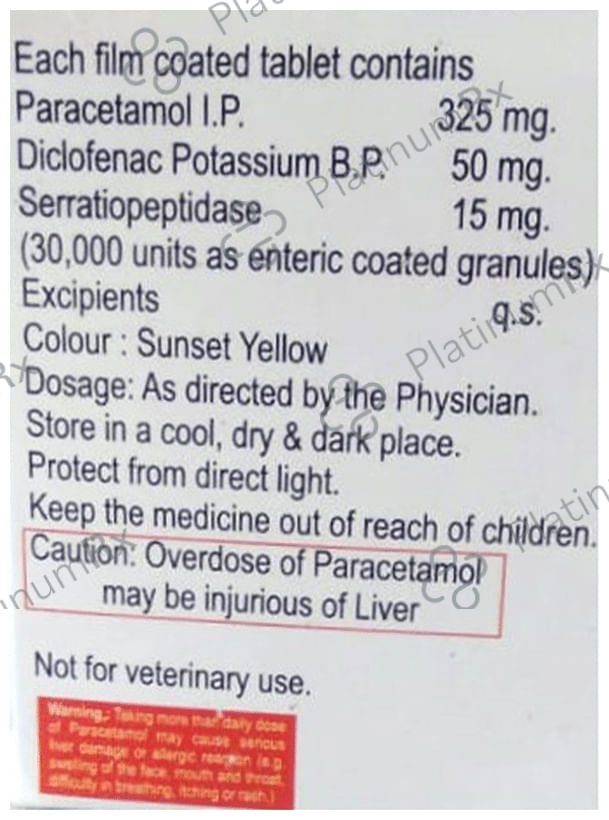 Each film coated tablet contains
Paracetamol I.P. 325 mg.
Diclofenac Potassium B.P. 50 mg.
Serratiopeptidase 15 mg.
(30,000 units as enteric coated granules)
Excipients q.s.
Colour : Sunset Yellow
Dosage: As directed by the Physician.
Store in a cool, dry & dark place.
Protect from direct light.
Keep the medicine out of reach of children.
Caution: Overdose of Paracetamol
may be injurious of Liver
Not for veterinary use.
Warning:- Taking more than daily dose
of Paracetamol may cause serious
liver damage or allergic reaction (e.g.
swelling of the face, mouth and throat,
difficulty in breathing, itching or rash.)
PlatinumRx
PlatinumRx